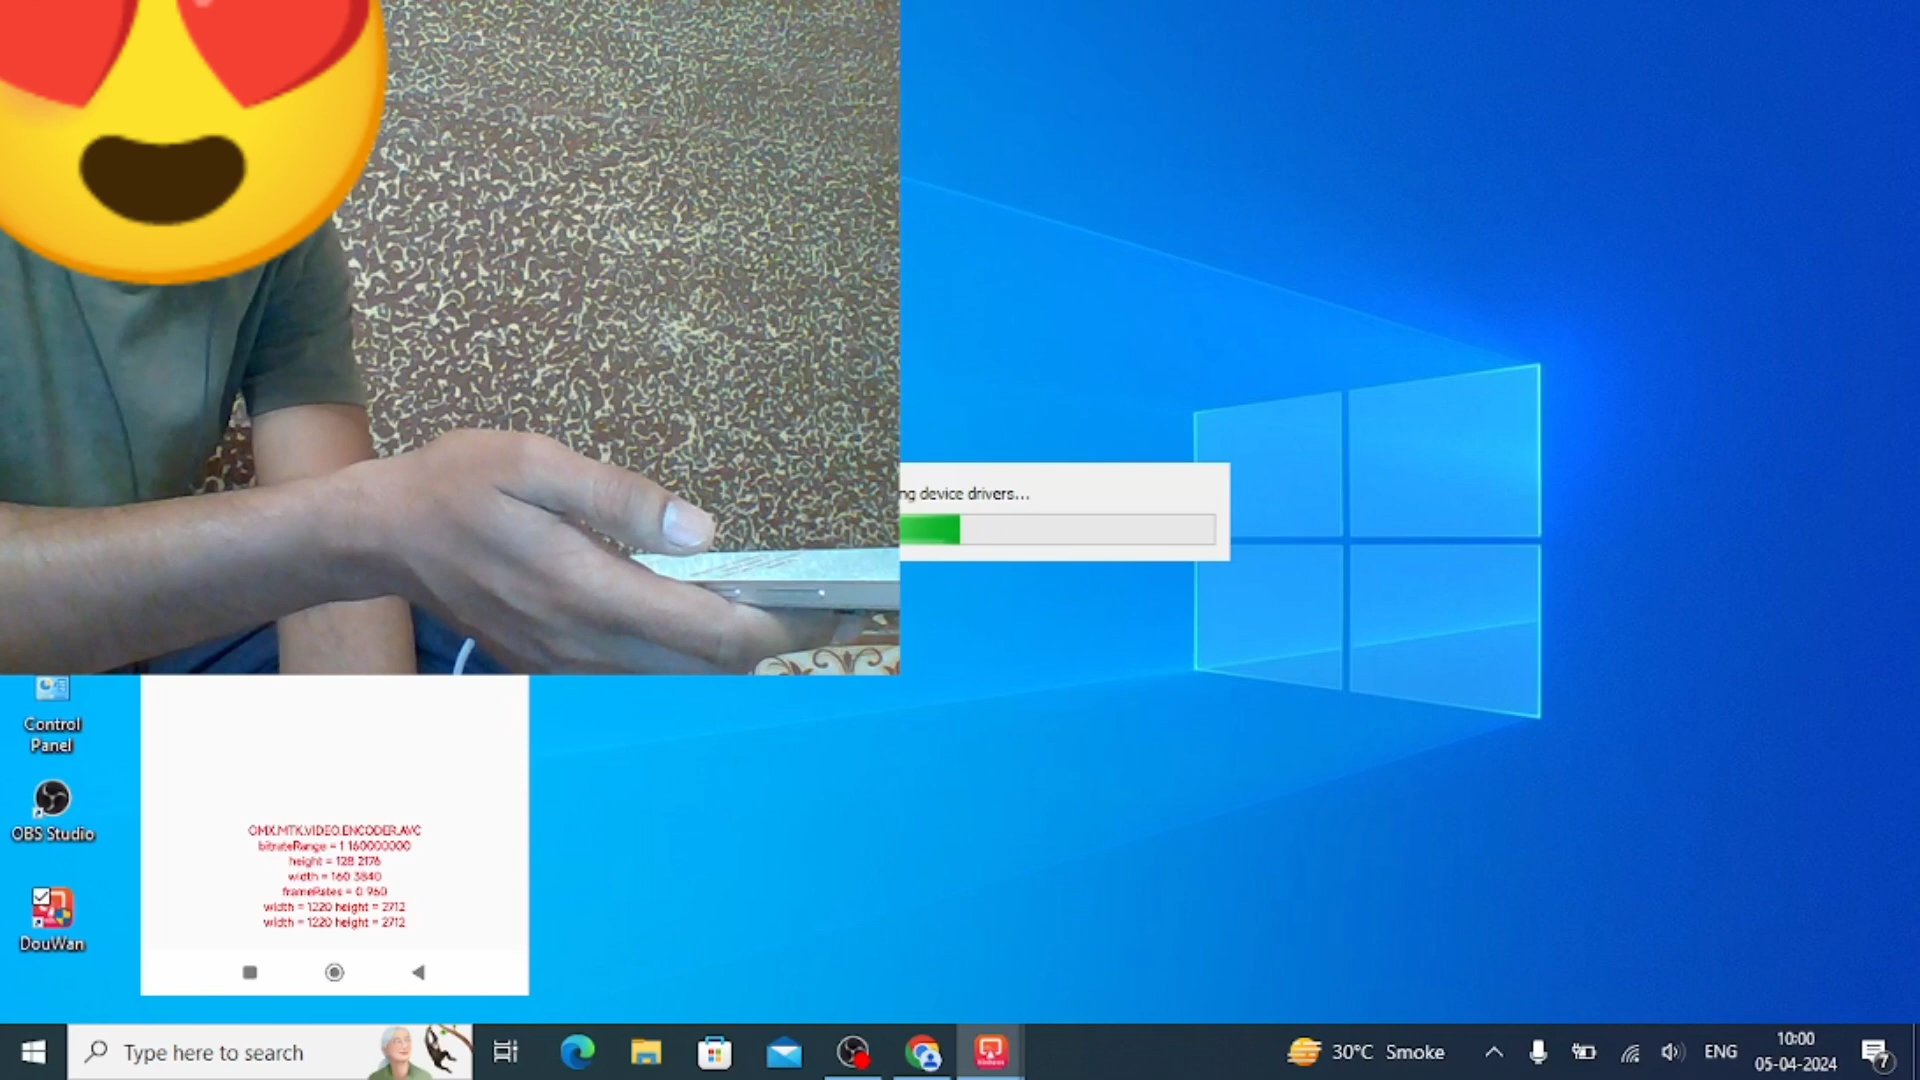 ng device drivers...
Control
Panel
OBS Studio
DouWan
OMX.MTK.VIDEO.ENCODER.AVC
bitrateRange = 1 160000000
height = 128 2176
width = 160 3840
frameRates = 0 960
width = 1220 height = 2712
width = 1220 height = 2712
Type here to search
30°C Smoke
ENG
10:00
05-04-2024
7